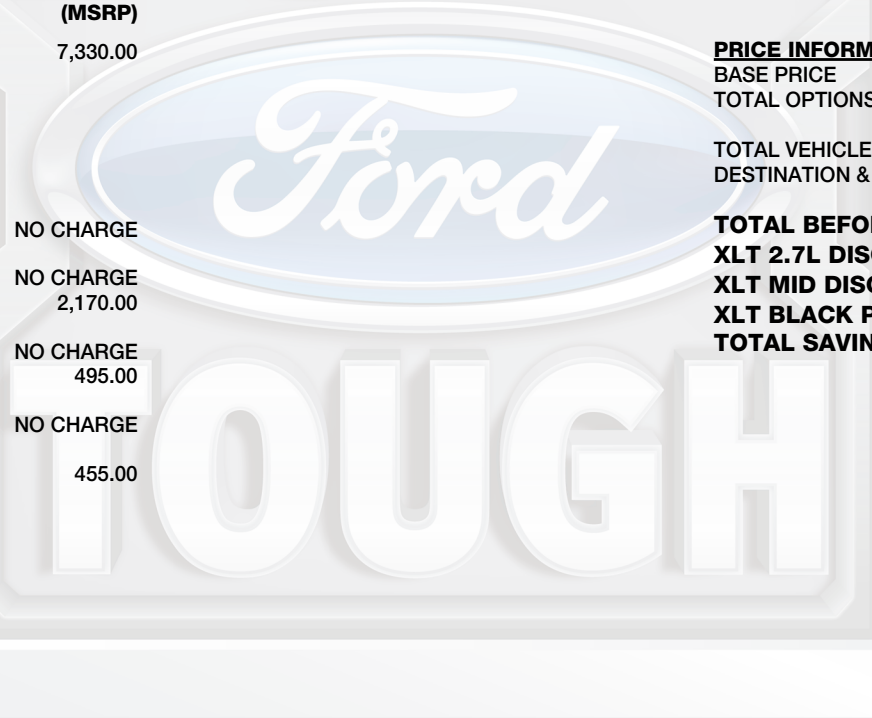 (MSRP)
7,330.00
NO CHARGE
NO CHARGE
2,170.00
NO CHARGE
495.00
NO CHARGE
455.00
PRICE INFORM
BASE PRICE
TOTAL OPTIONS
TOTAL VEHICLE
DESTINATION &
TOTAL BEFO
XLT 2.7L DIS
XLT MID DISC
XLT BLACK P
TOTAL SAVIN
Ford
TOUGH